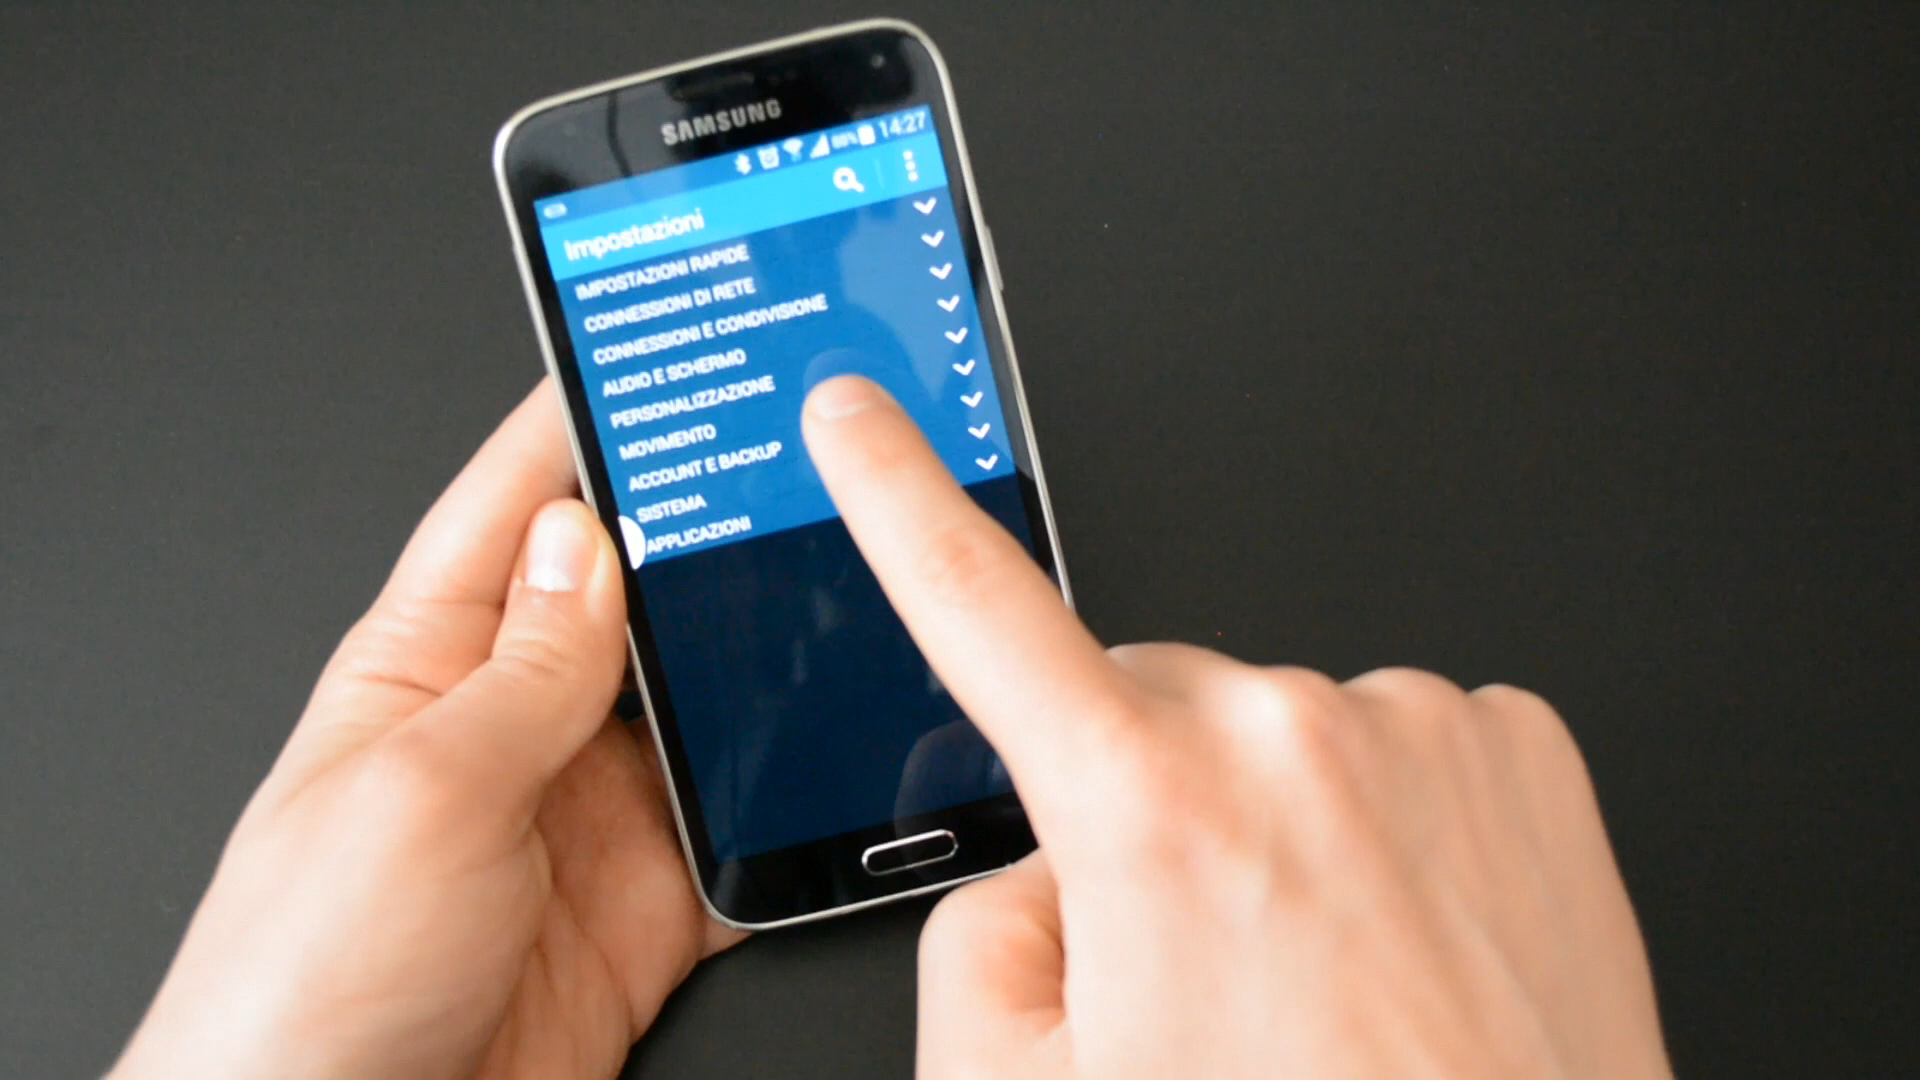 SAMSUNG
14:27
Impostazioni
IMPOSTAZIONI RAPIDE
CONNESSIONI DI RETE
CONNESSIONI E CONDIVISIONE
AUDIO E SCHERMO
PERSONALIZZAZIONE
MOVIMENTO
ACCOUNT E BACKUP
SISTEMA
APPLICAZIONI